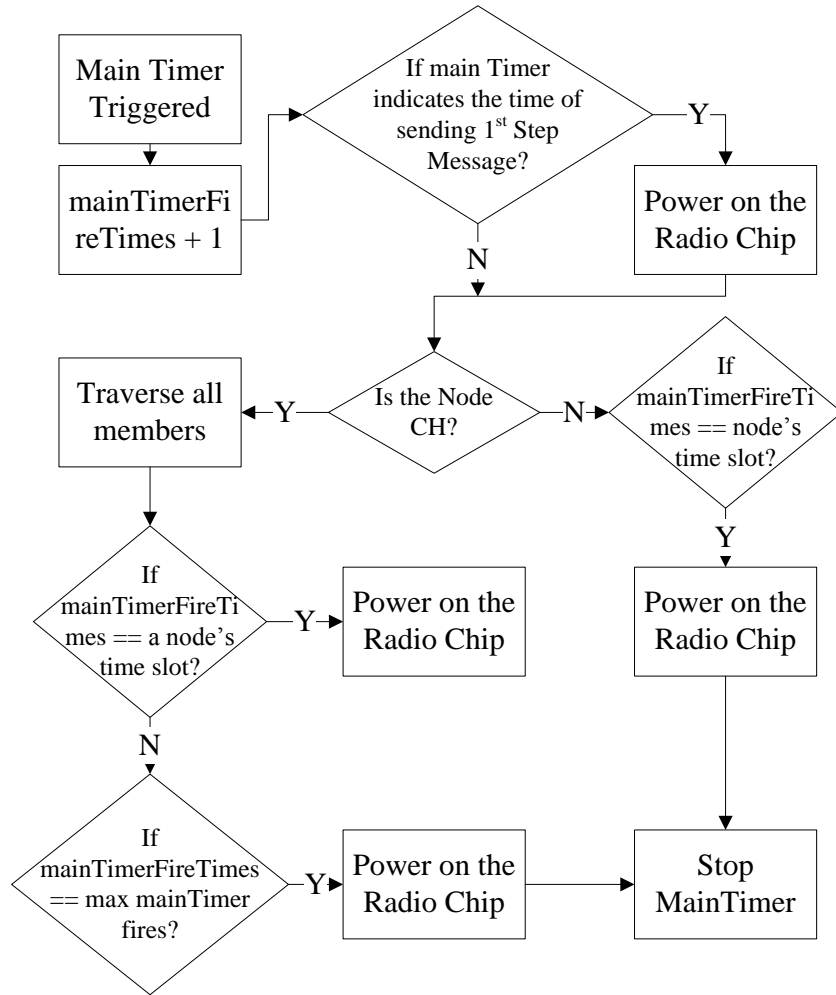 Main Timer
Triggered
If main Timer
indicates the time of
sending 1st Step
Message?
Y
mainTimerFi
reTimes + 1
Power on the
Radio Chip
N
Traverse all
members
Y
Is the Node
CH?
N
If
mainTimerFireTi
mes == node's
time slot?
Y
If
mainTimerFireTi
mes == a node's
time slot?
Y
Power on the
Radio Chip
Power on the
Radio Chip
N
If
mainTimerFireTimes
== max mainTimer
fires?
Y
Power on the
Radio Chip
Stop
MainTimer